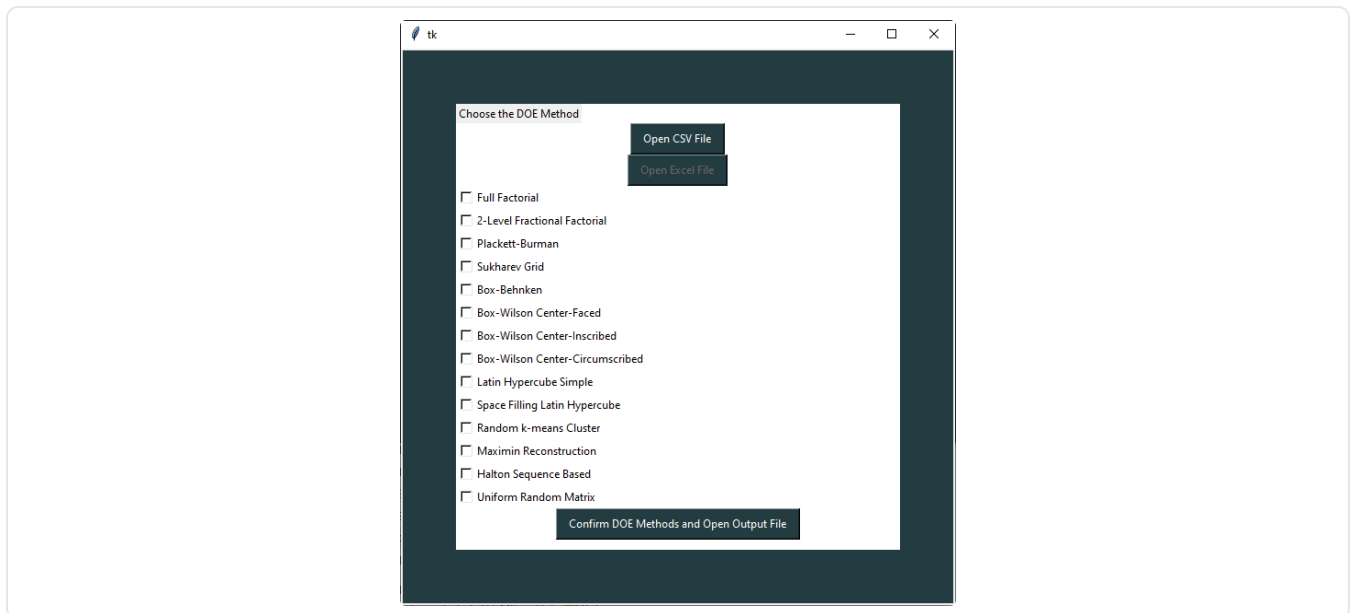 tk
Choose the DOE Method
Open CSV File
Open Excel File
Full Factorial
2-Level Fractional Factorial
Plackett-Burman
Sukharev Grid
Box-Behnken
Box-Wilson Center-Faced
Box-Wilson Center-Inscribed
Box-Wilson Center-Circumscribed
Latin Hypercube Simple
Space Filling Latin Hypercube
Random k-means Cluster
Maximin Reconstruction
Halton Sequence Based
Uniform Random Matrix
Confirm DOE Methods and Open Output File